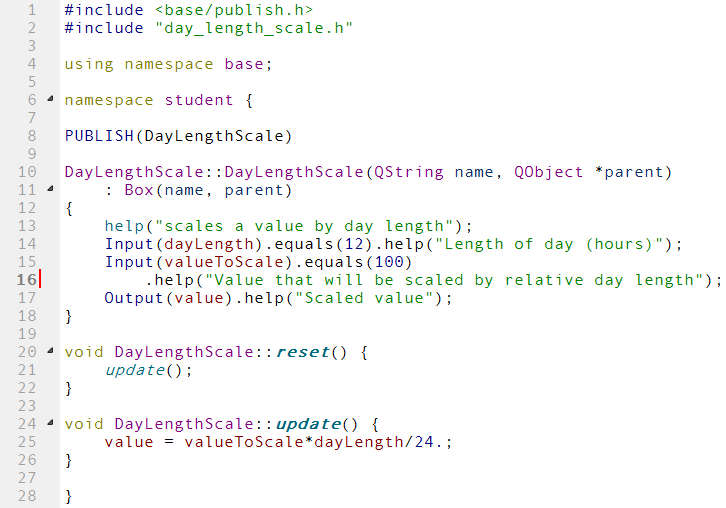 1 #include <base/publish.h>
2 #include "day_length_scale.h"
3
4 using namespace base;
5
6 namespace student {
7
8 PUBLISH(DayLengthScale)
9
10 DayLengthScale::DayLengthScale(QString name, QObject *parent)
11     : Box(name, parent)
12 {
13     help("scales a value by day length");
14     Input(dayLength).equals(12).help("Length of day (hours)");
15     Input(valueToScale).equals(100)
16         .help("Value that will be scaled by relative day length");
17     Output(value).help("Scaled value");
18 }
19
20 void DayLengthScale::reset() {
21     update();
22 }
23
24 void DayLengthScale::update() {
25     value = valueToScale*dayLength/24.;
26 }
27
28 }